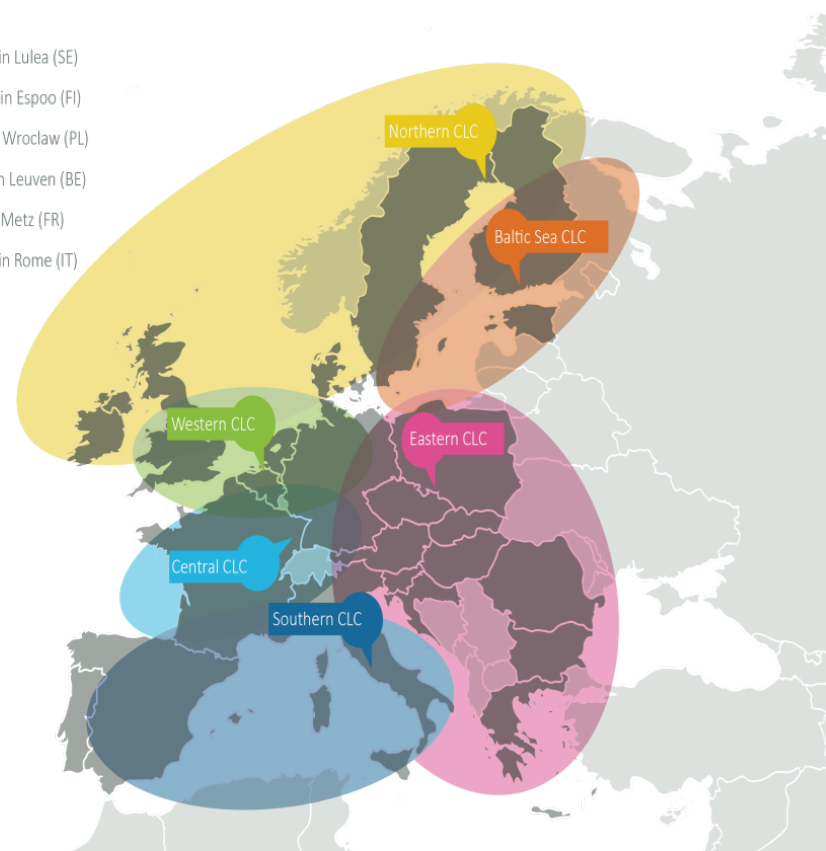 in Lulea (SE)
in Espoo (FI)
Wroclaw (PL)
Leuven (BE)
Metz (FR)
in Rome (IT)
Northern CLC
Baltic Sea CLC
Western CLC
Eastern CLC
Central CLC
Southern CLC